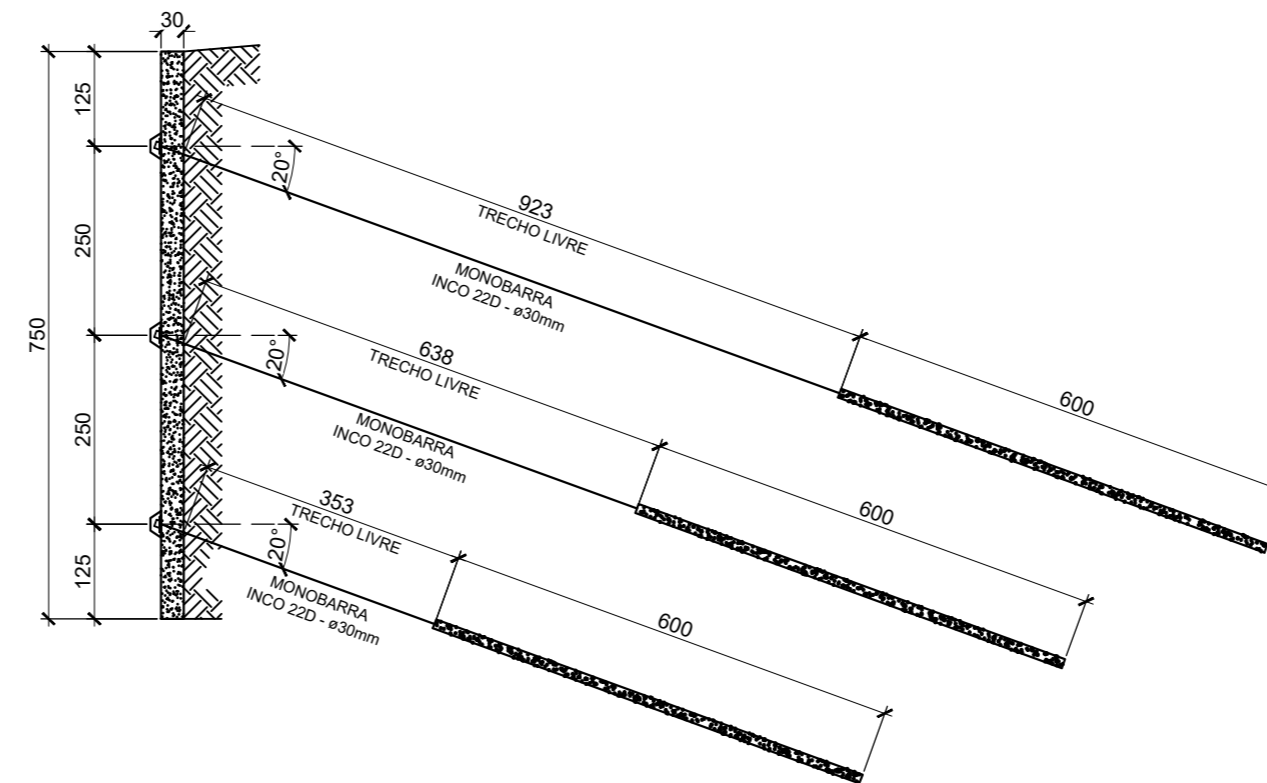 30
125
250
250
125
750
20°
923
TRECHO LIVRE
MONOBARRA
INCO 22D - ø30mm
600
20°
638
TRECHO LIVRE
MONOBARRA
INCO 22D - ø30mm
600
20°
353
TRECHO LIVRE
MONOBARRA
INCO 22D - ø30mm
600